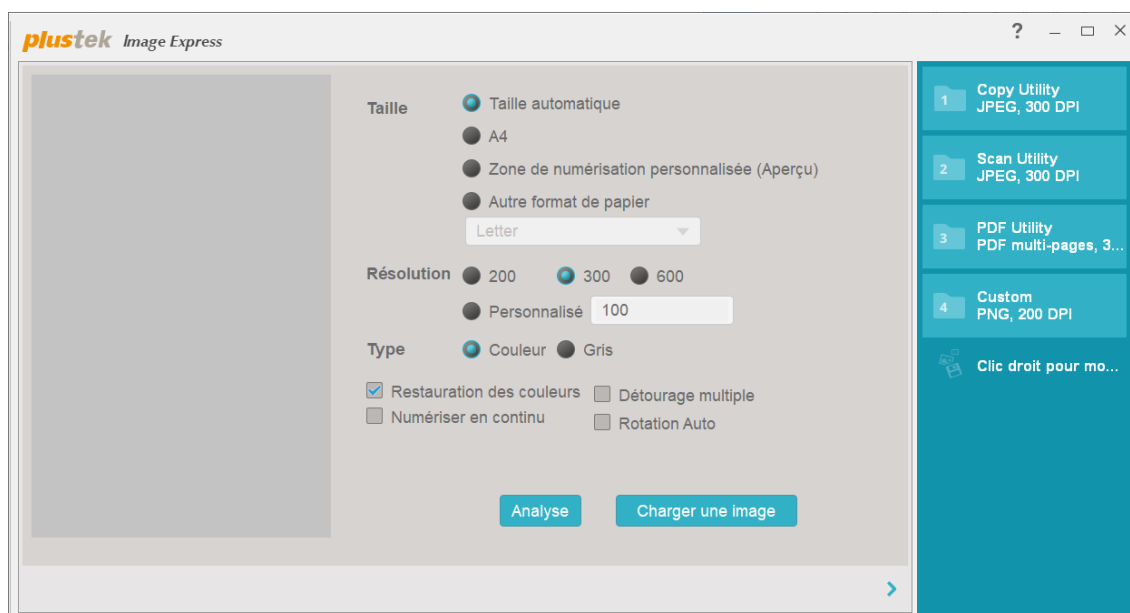 plustek Image Express
?
Taille
Taille automatique
A4
Zone de numérisation personnalisée (Aperçu)
Autre format de papier
Letter
Résolution
200 300 600
Personnalisé 100
Type
Couleur Gris
Restauration des couleurs
Détourage multiple
Numériser en continu
Rotation Auto
Analyse
Charger une image
1
Copy Utility
JPEG, 300 DPI
2
Scan Utility
JPEG, 300 DPI
3
PDF Utility
PDF multi-pages, 3...
4
Custom
PNG, 200 DPI
Clic droit pour mo...